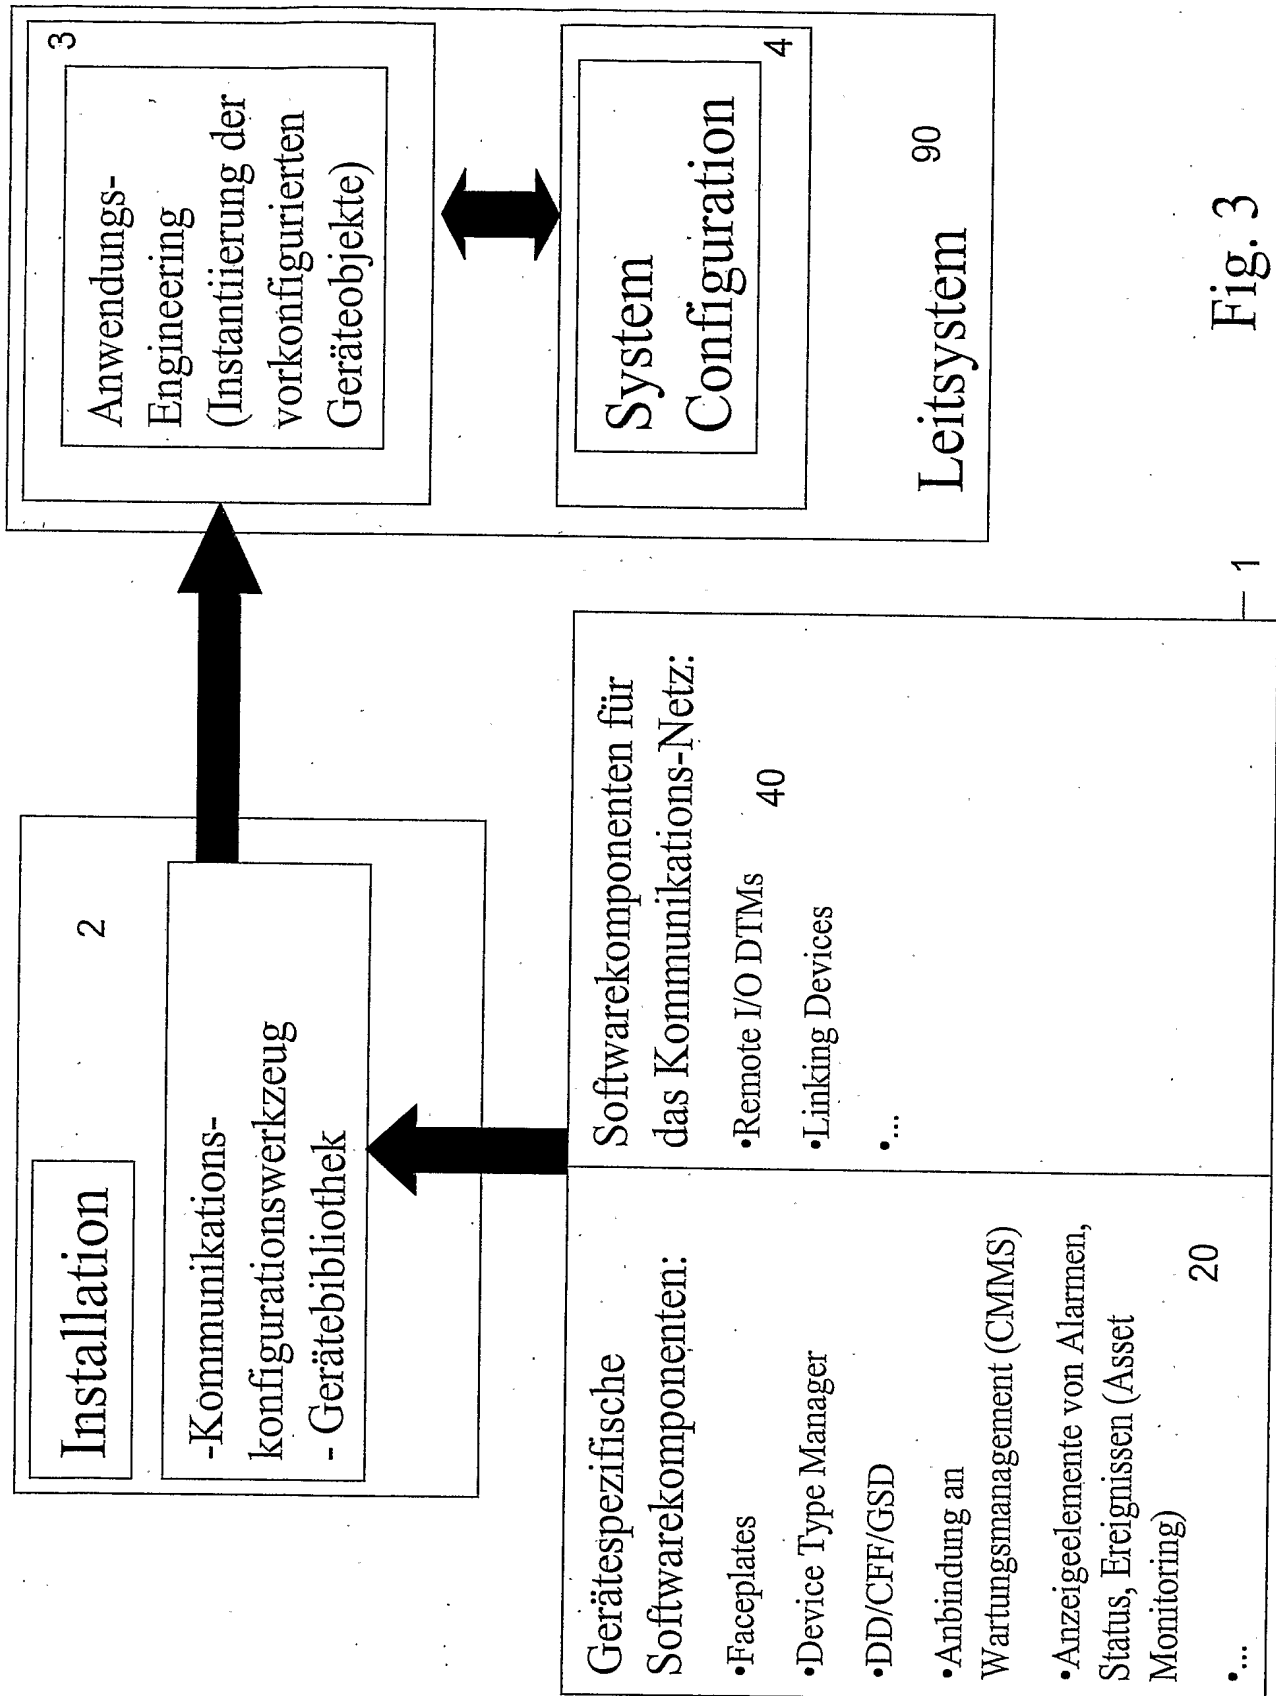 Installation
2
-Kommunikations-
konfigurationswerkzeug
- Gerätebibliothek
3
Anwendungs-
Engineering
(Instantiierung der
vorkonfigurierten
Geräteobjekte)
System
Configuration
4
Leitsystem
90
Gerätespezifische
Softwarekomponenten:
•Faceplates
•Device Type Manager
•DD/CFF/GSD
•Anbindung an
Wartungsmanagement (CMMS)
•Anzeigeelemente von Alarmen,
Status, Ereignissen (Asset
Monitoring)
•...
20
Softwarekomponenten für
das Kommunikations-Netz:
•Remote I/O DTMs
•Linking Devices
•...
40
1
Fig. 3